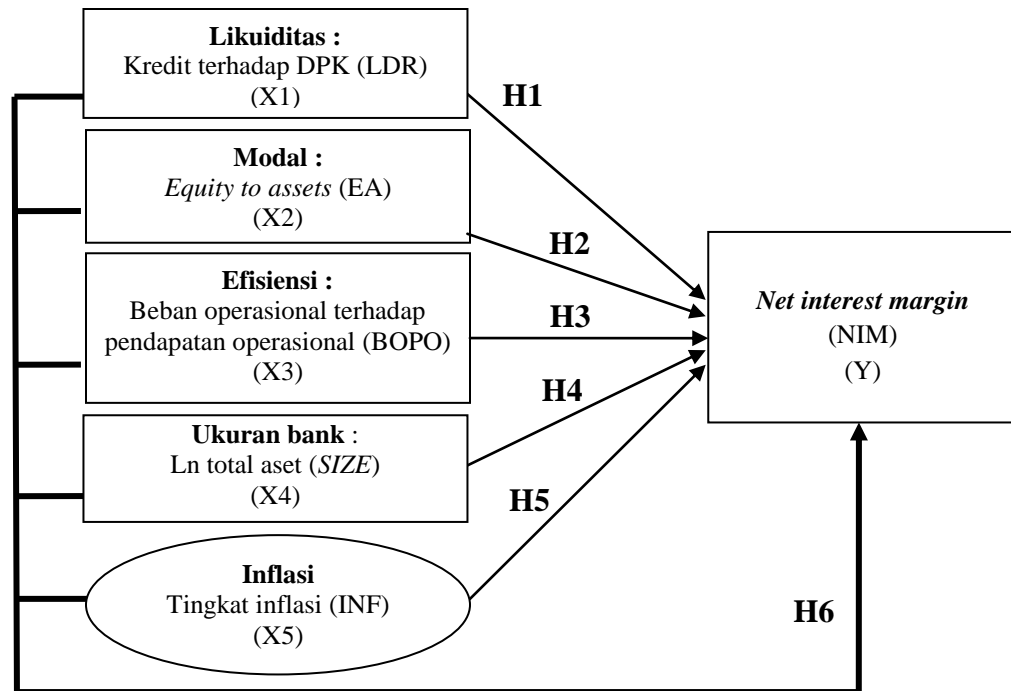 Likuiditas :
Kredit terhadap DPK (LDR)
(X1)
H1
Modal :
Equity to assets (EA)
(X2)
H2
Efisiensi :
Beban operasional terhadap
pendapatan operasional (BOPO)
(X3)
H3
Net interest margin
(NIM)
(Y)
Ukuran bank :
Ln total aset (SIZE)
(X4)
H4
Inflasi
Tingkat inflasi (INF)
(X5)
H5
H6